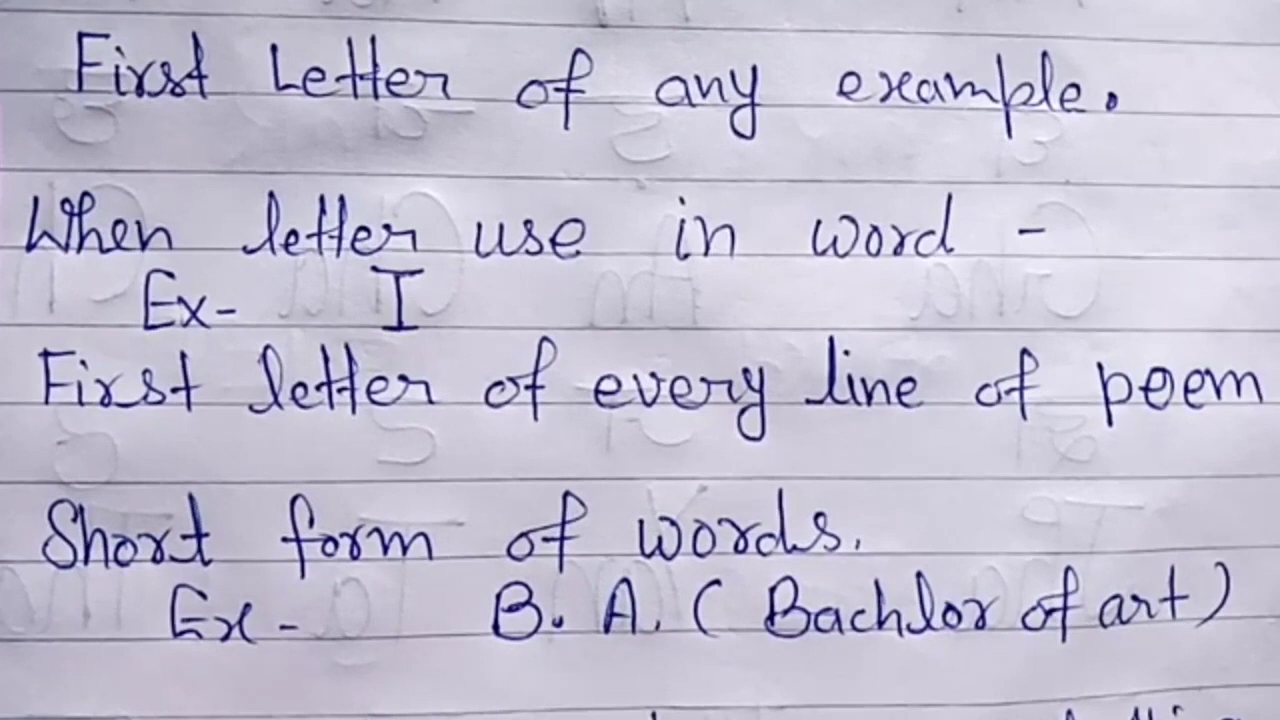 First Letter of any example.
When letter use in word -
Ex- I
First letter of every line of poem
Short form of words.
Ex - B. A. ( Bachlor of art )